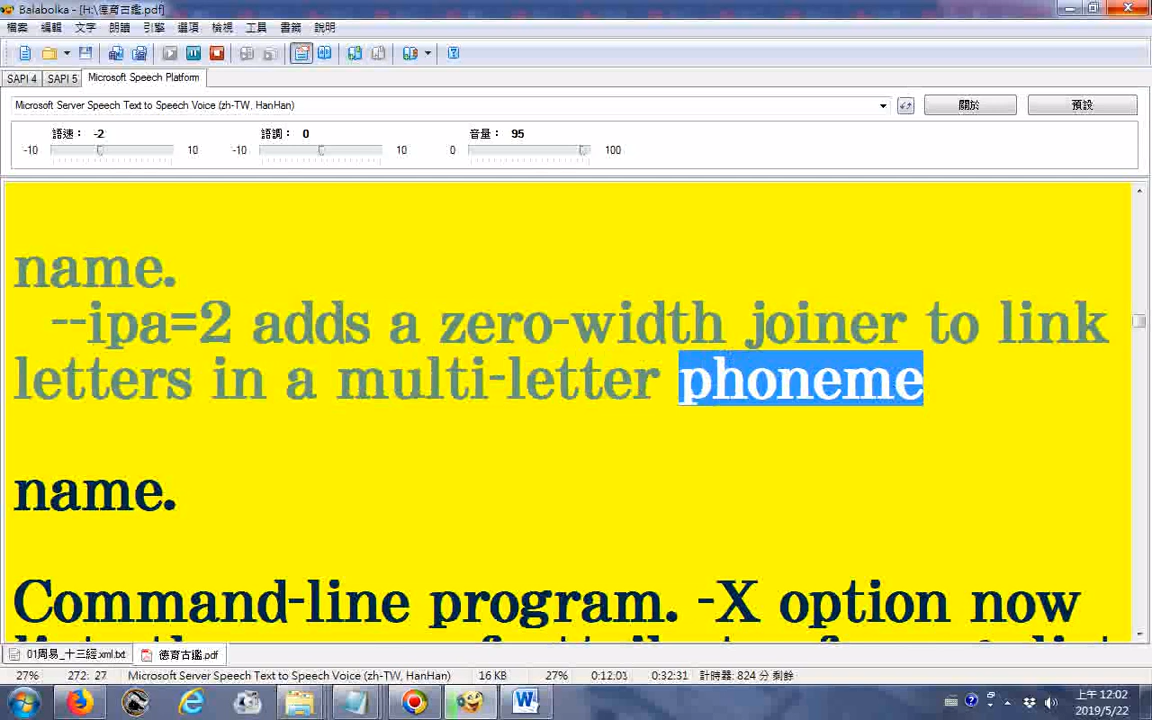 Balabolka - [H:\德育古鑑.pdf]
檔案 編輯 文字 朗讀 引擎 選項 檢視 工具 書籤 說明
SAPI 4 SAPI 5 Microsoft Speech Platform
Microsoft Server Speech Text to Speech Voice (zh-TW, HanHan) 關於 預設
語速： -2 語調： 0 音量： 95
-10 10 -10 10 0 100
name.
--ipa=2 adds a zero-width joiner to link
letters in a multi-letter phoneme
name.
Command-line program. -X option now
01周易_十三經.xml.txt 德育古鑑.pdf
27% 272: 27 Microsoft Server Speech Text to Speech Voice (zh-TW, HanHan) 16 KB 27% 0:12:01 0:32:31 計時器: 824 分 剩餘
上午 12:02
2019/5/22